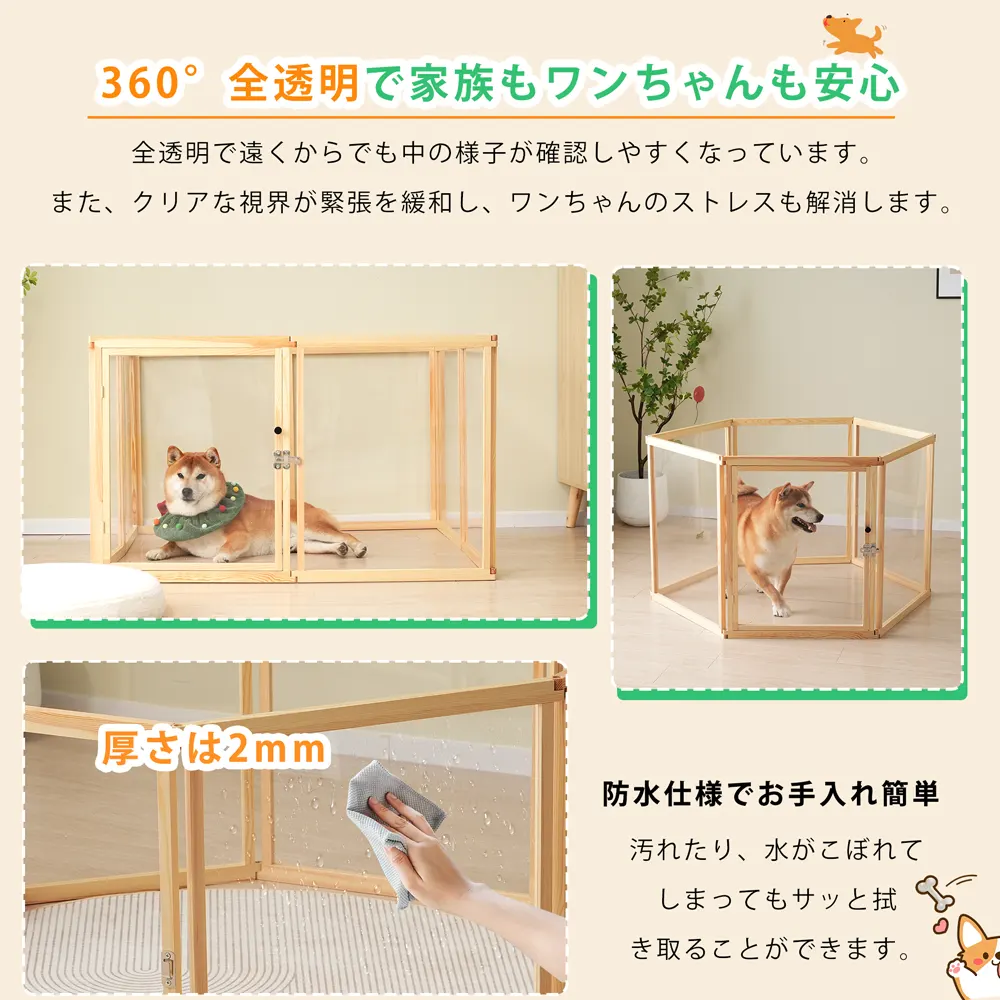 360°全透明で家族もワンちゃんも安心
全透明で遠くからでも中の様子が確認しやすくなっています。
また、クリアな視界が緊張を緩和し、ワンちゃんのストレスも解消します。
厚さは2mm
防水仕様でお手入れ簡単
汚れたり、水がこぼれて
しまってもサッと拭
き取ることができます。